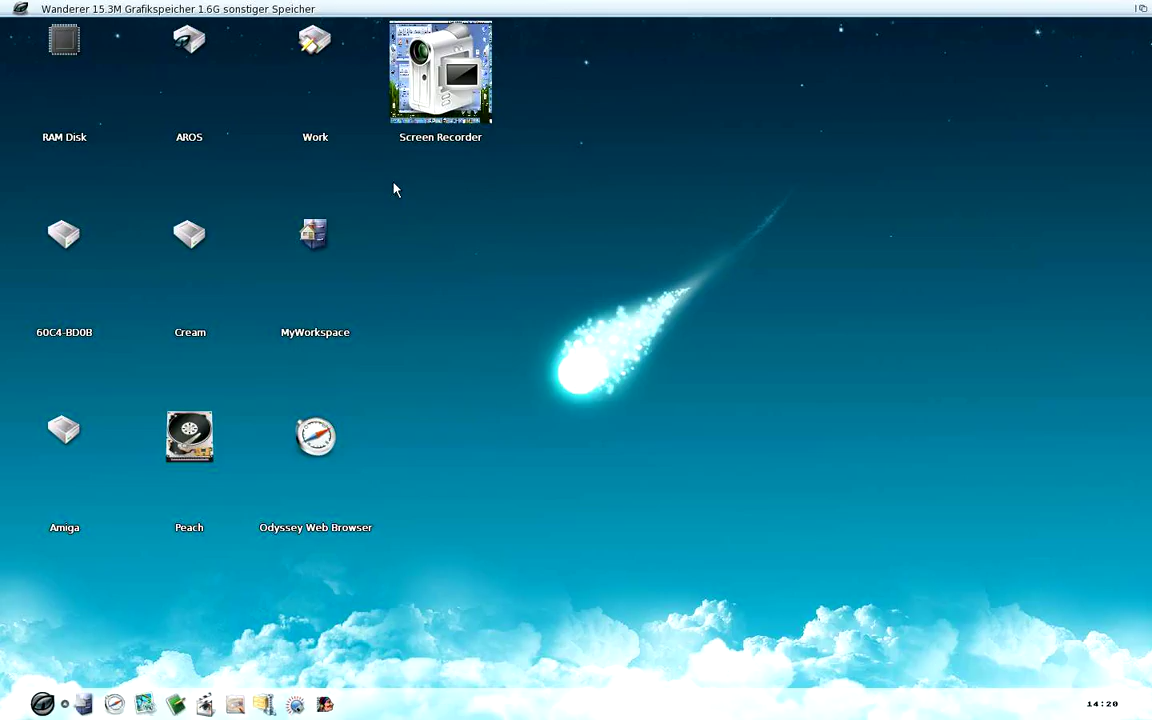 Wanderer 15.3M Grafikspeicher 1.6G sonstiger Speicher
RAM Disk
AROS
Work
Screen Recorder
60C4-BD0B
Cream
MyWorkspace
Amiga
Peach
Odyssey Web Browser
14:20